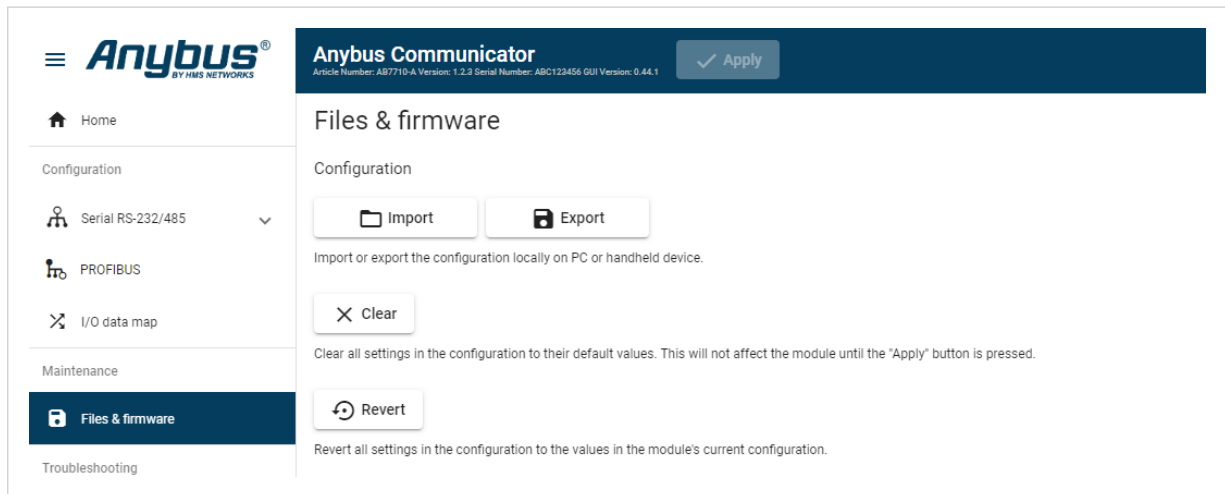 Anybus®
BY HMS NETWORKS
Anybus Communicator
Article Number: AB7710-A Version: 1.2.3 Serial Number: ABC123456 GUI Version: 0.44.1
Apply
Home
Configuration
Serial RS-232/485
PROFIBUS
I/O data map
Maintenance
Files & firmware
Troubleshooting
Files & firmware
Configuration
Import
Export
Import or export the configuration locally on PC or handheld device.
Clear
Clear all settings in the configuration to their default values. This will not affect the module until the "Apply" button is pressed.
Revert
Revert all settings in the configuration to the values in the module's current configuration.